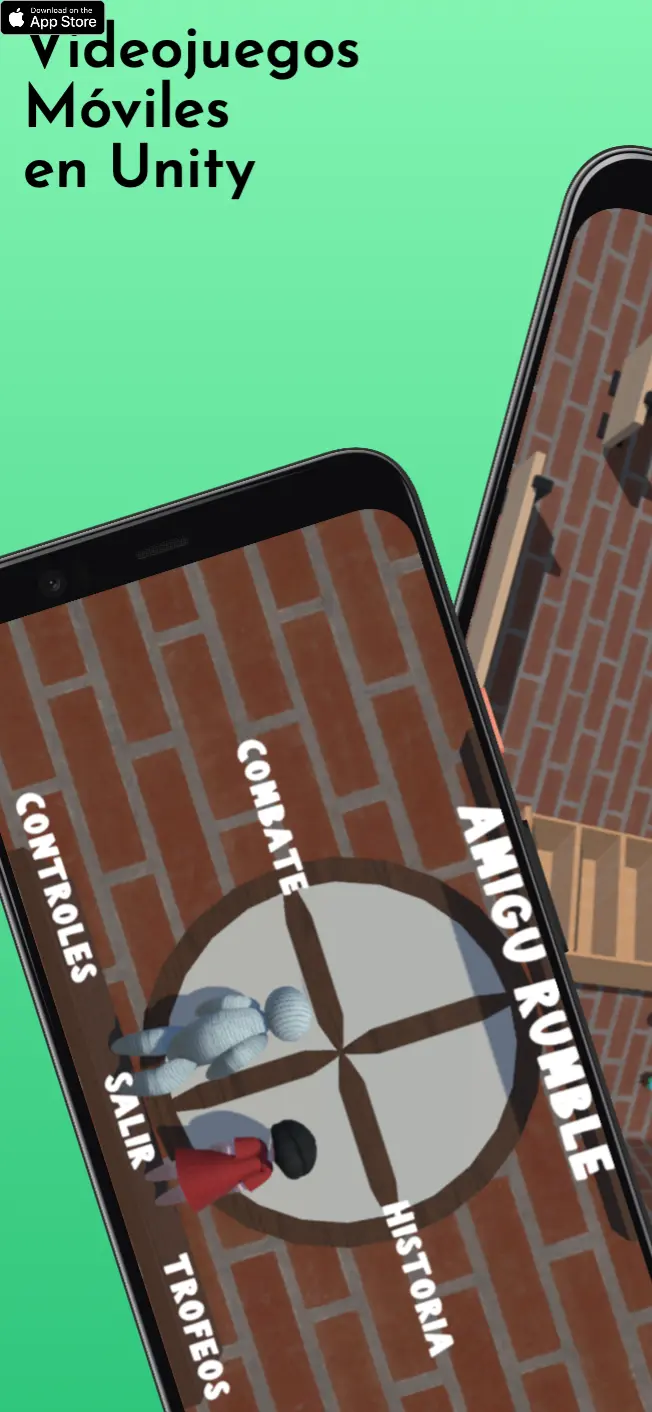 Download on the
App Store
Videojuegos
Móviles
en Unity
AMIGU RUMBLE
COMBATE
HISTORIA
CONTROLES
SALIR
TROFEOS